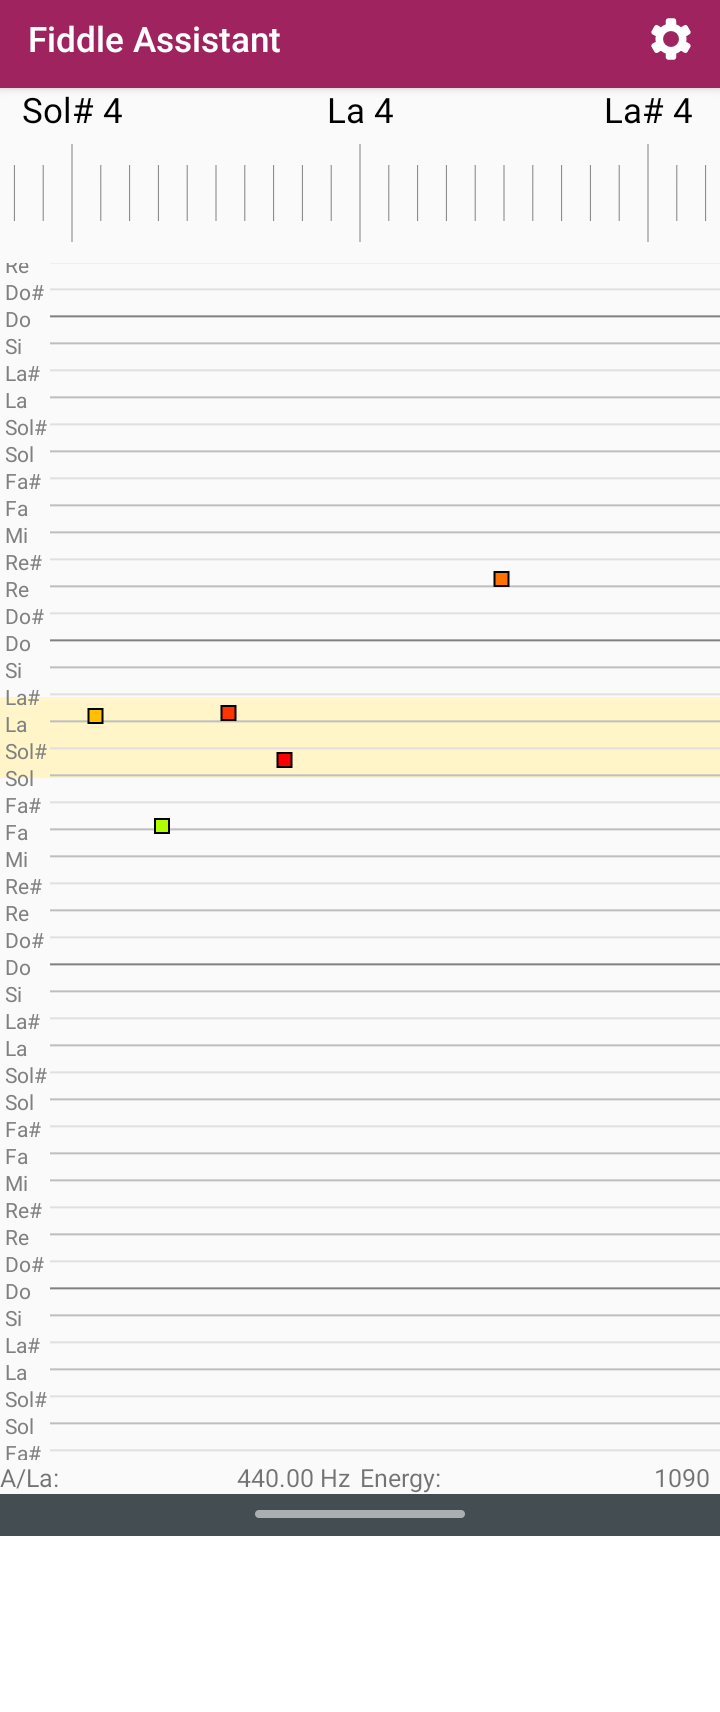 Fiddle Assistant
Sol# 4 La 4 La# 4
Re
Do#
Do
Si
La#
La
Sol#
Sol
Fa#
Fa
Mi
Re#
Re
Do#
Do
Si
La#
La
Sol#
Sol
Fa#
Fa
Mi
Re#
Re
Do#
Do
Si
La#
La
Sol#
Sol
Fa#
Fa
Mi
Re#
Re
Do#
Do
Si
La#
La
Sol#
Sol
Fa#
A/La: 440.00 Hz Energy: 1090